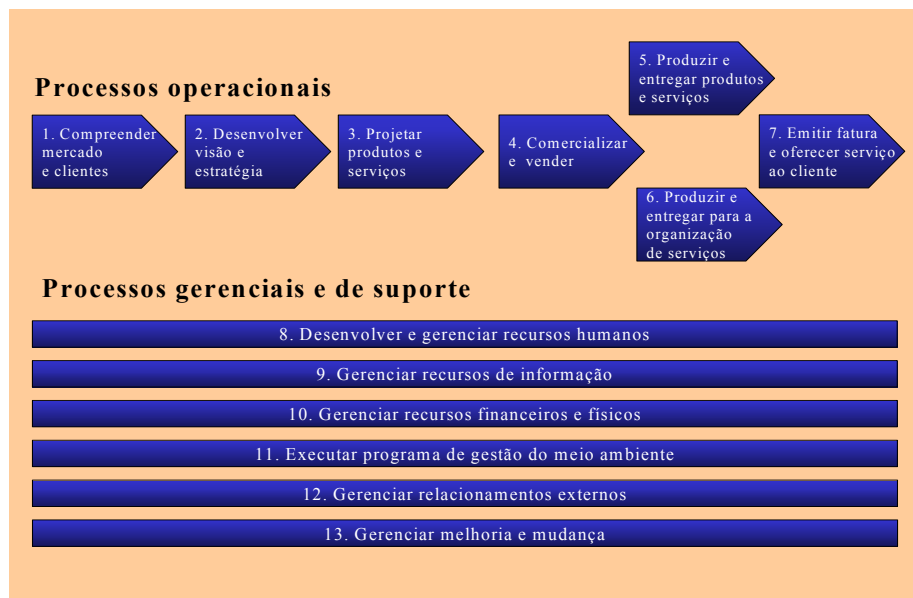 Processos operacionais
1. Compreender
mercado
e clientes
2. Desenvolver
visão e
estratégia
3. Projetar
produtos e
serviços
4. Comercializar
e vender
5. Produzir e
entregar produtos
e serviços
6. Produzir e
entregar para a
organização
de serviços
7. Emitir fatura
e oferecer serviço
ao cliente
Processos gerenciais e de suporte
8. Desenvolver e gerenciar recursos humanos
9. Gerenciar recursos de informação
10. Gerenciar recursos financeiros e físicos
11. Executar programa de gestão do meio ambiente
12. Gerenciar relacionamentos externos
13. Gerenciar melhoria e mudança